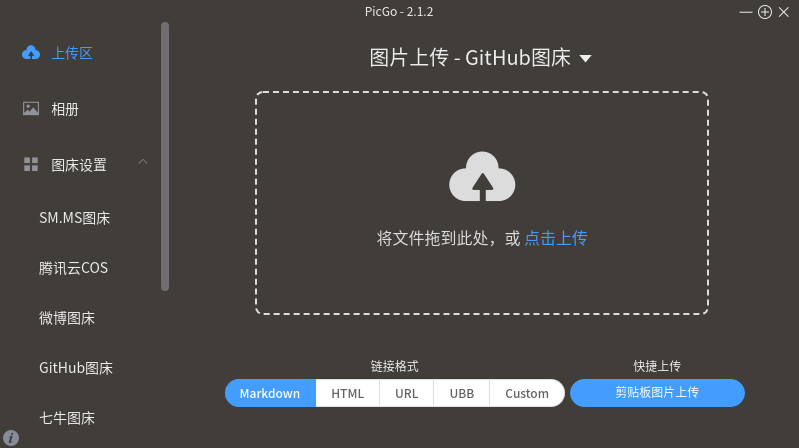 PicGo - 2.1.2
上传区
相册
图床设置
SM.MS图床
腾讯云COS
微博图床
GitHub图床
七牛图床
图片上传 - GitHub图床
将文件拖到此处，或 点击上传
链接格式
Markdown HTML URL UBB Custom
快捷上传
剪贴板图片上传